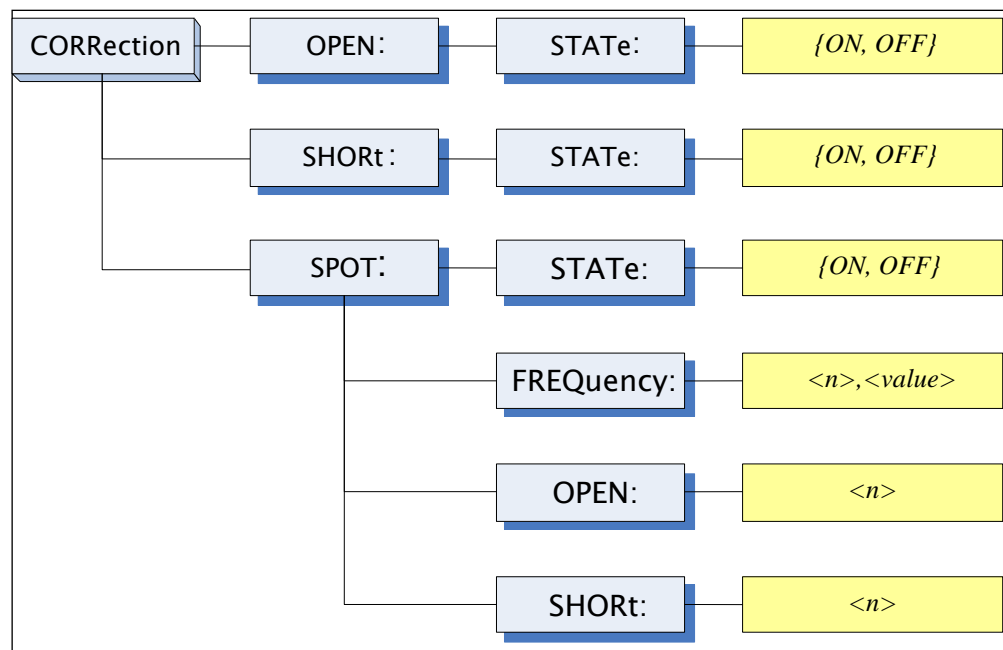 CORRection
OPEN:
STATe:
{ON, OFF}
SHORt:
STATe:
{ON, OFF}
SPOT:
STATe:
{ON, OFF}
FREQuency:
<n>,<value>
OPEN:
<n>
SHORt:
<n>